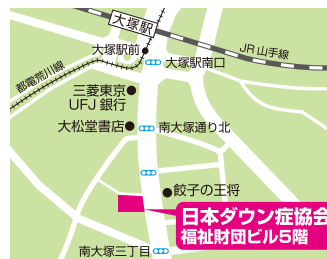 大塚駅
大塚駅前
JR山手線
大塚駅南口
都電荒川線
三菱東京
UFJ銀行
大松堂書店
南大塚通り北
餃子の王将
日本ダウン症協会
福祉財団ビル5階
南大塚三丁目